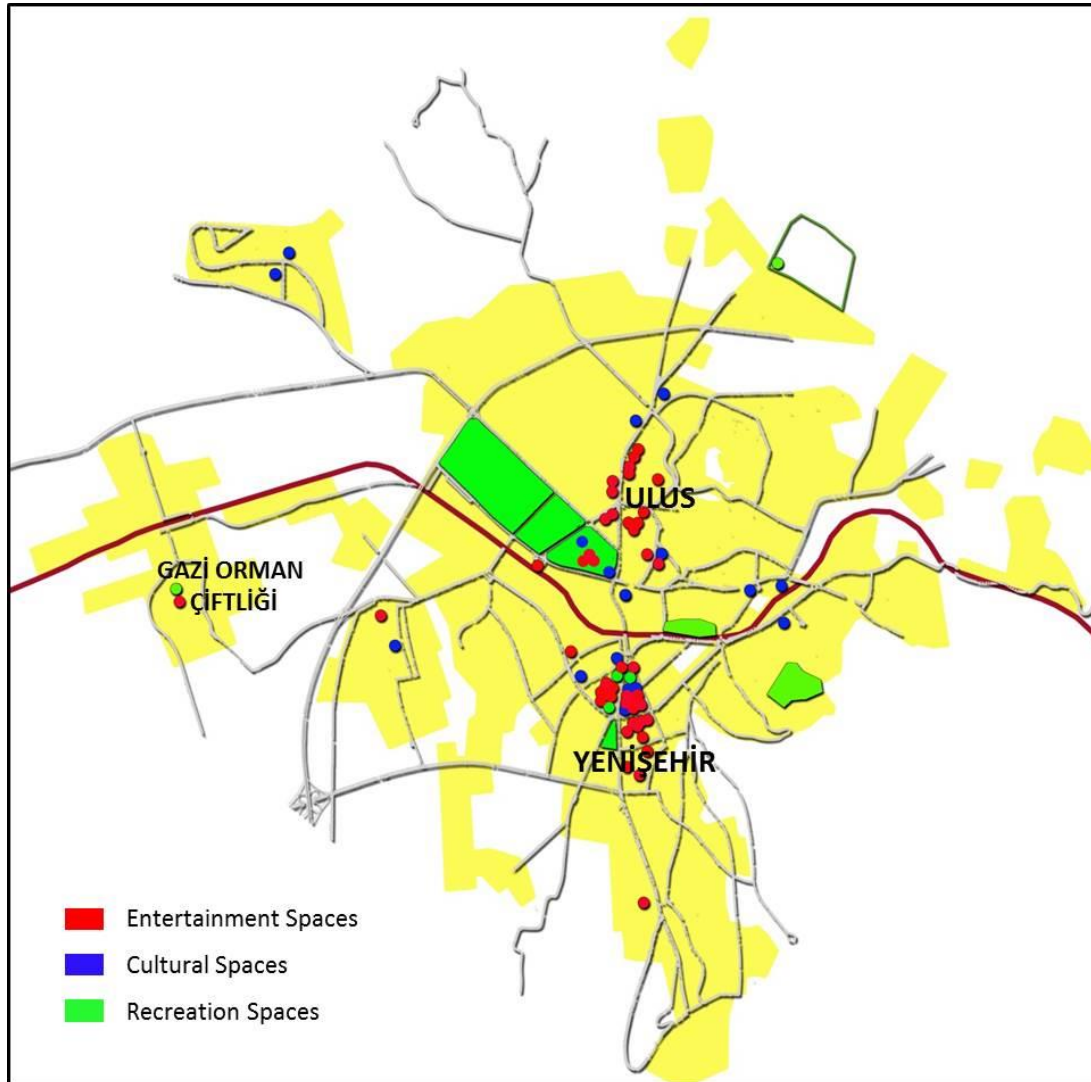 ULUS
GAZİ ORMAN
ÇİFTLİĞİ
YENİŞEHİR
Entertainment Spaces
Cultural Spaces
Recreation Spaces